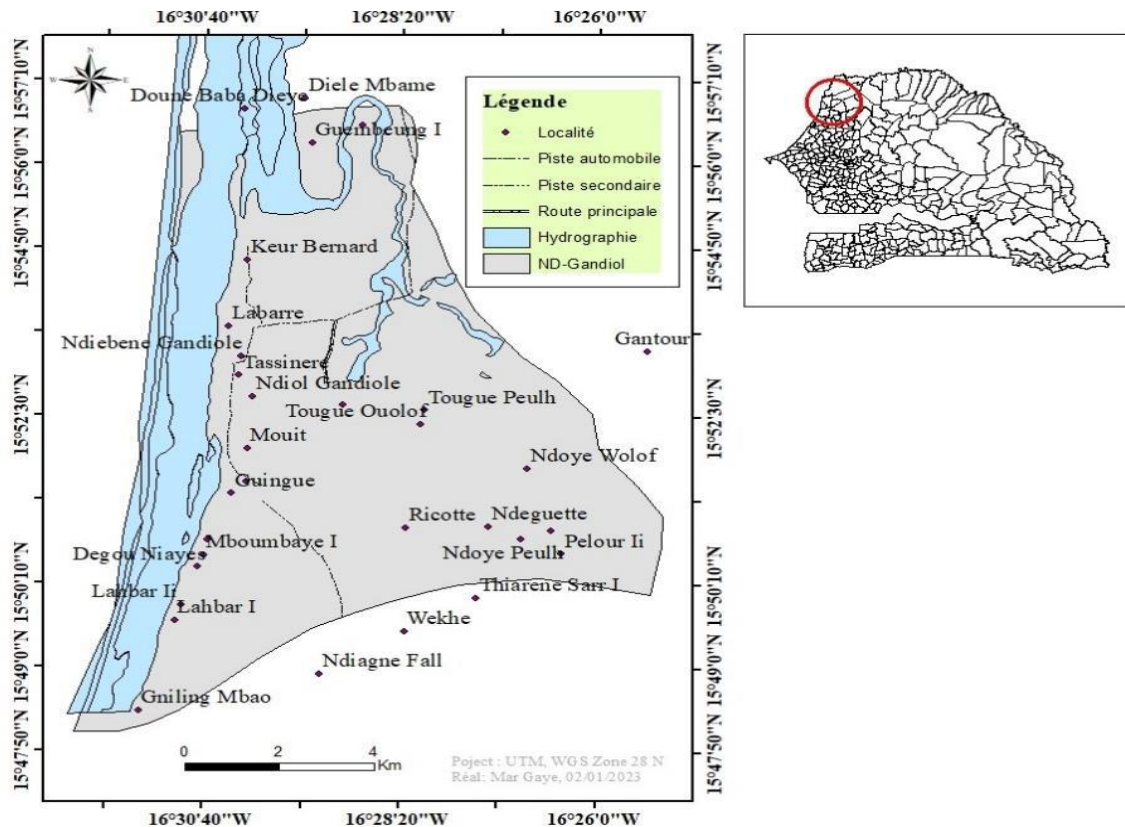 16°30'40"W 16°28'20"W 16°26'0"W
N
W E
S
15°57'10"N
15°56'0"N
15°54'50"N
15°52'30"N
15°50'10"N
15°49'0"N
15°47'50"N
Diele Mbame
Doune Baba Dieye
Guembeung I
Keur Bernard
Labarre
Ndiebene Gandiole
Tassinere
Ndiol Gandiole
Gantour
Tougue Peulh
Tougue Ouolof
Mouit
Ndoye Wolof
Guingue
Ricotte
Ndeguette
Mboumbaye I
Degou Niayes
Ndoye Peulh
Pelour Ii
Lahbar Ii
Thiarene Sarr I
Lahbar I
Wekhe
Ndiagne Fall
Gniling Mbao
Légende
Localité
Piste automobile
Piste secondaire
Route principale
Hydrographie
ND-Gandiol
0 2 4
Km
Poject : UTM, WGS Zone 28 N
Réal: Mar Gaye, 02/01/2023
15°57'10"N
15°56'0"N
15°54'50"N
15°52'30"N
15°50'10"N
15°49'0"N
15°47'50"N
16°30'40"W 16°28'20"W 16°26'0"W